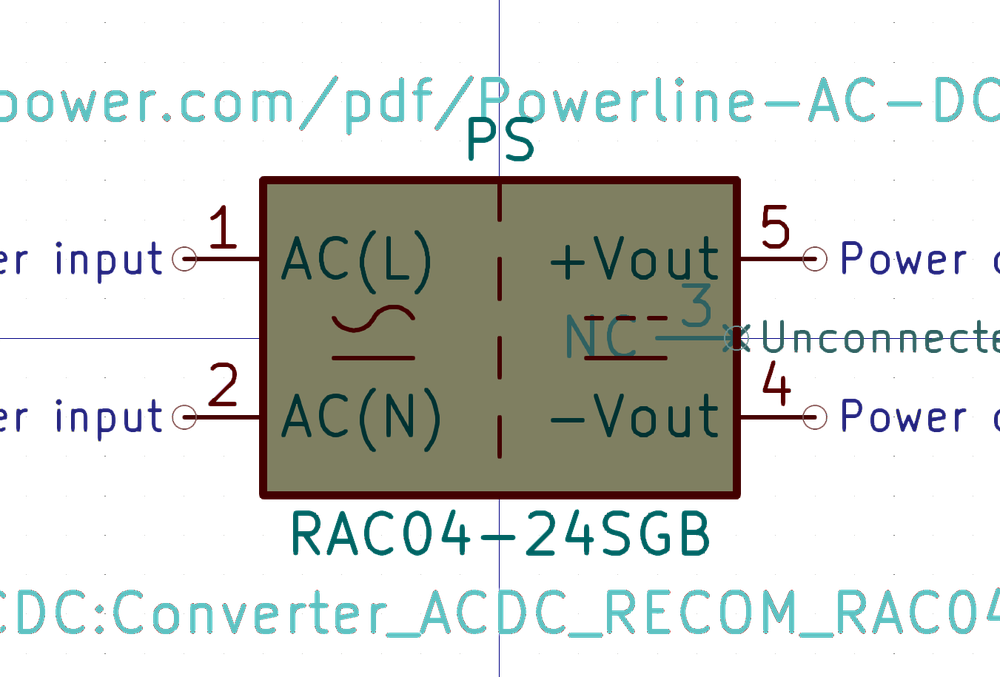 power.com/pdf/Powerline-AC-DC
PS
1 5
er input AC(L) +Vout Power o
3
NC Unconnecte
2 4
er input AC(N) -Vout Power o
RAC04-24SGB
CDC:Converter_ACDC_RECOM_RAC04